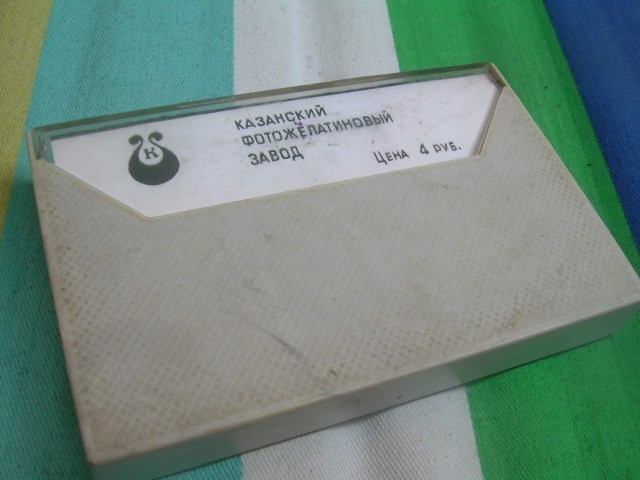 К
КАЗАНСКИЙ
ФОТОЖЕЛАТИНОВЫЙ
ЗАВОД
ЦЕНА 4 РУБ.